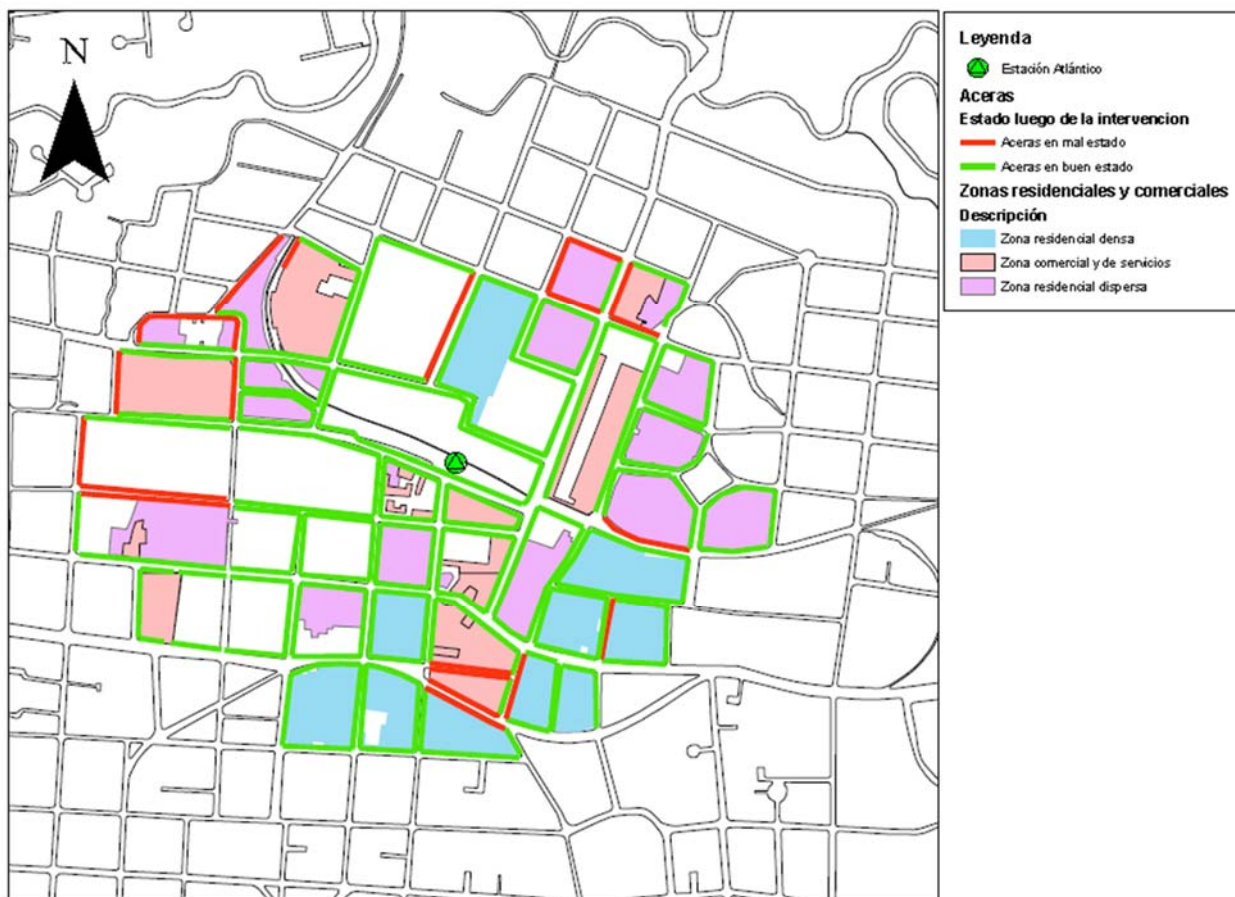 N
Leyenda
Estación Atlántico
Aceras
Estado luego de la intervencion
Aceras en mal estado
Aceras en buen estado
Zonas residenciales y comerciales
Descripción
Zona residencial densa
Zona comercial y de servicios
Zona residencial dispersa